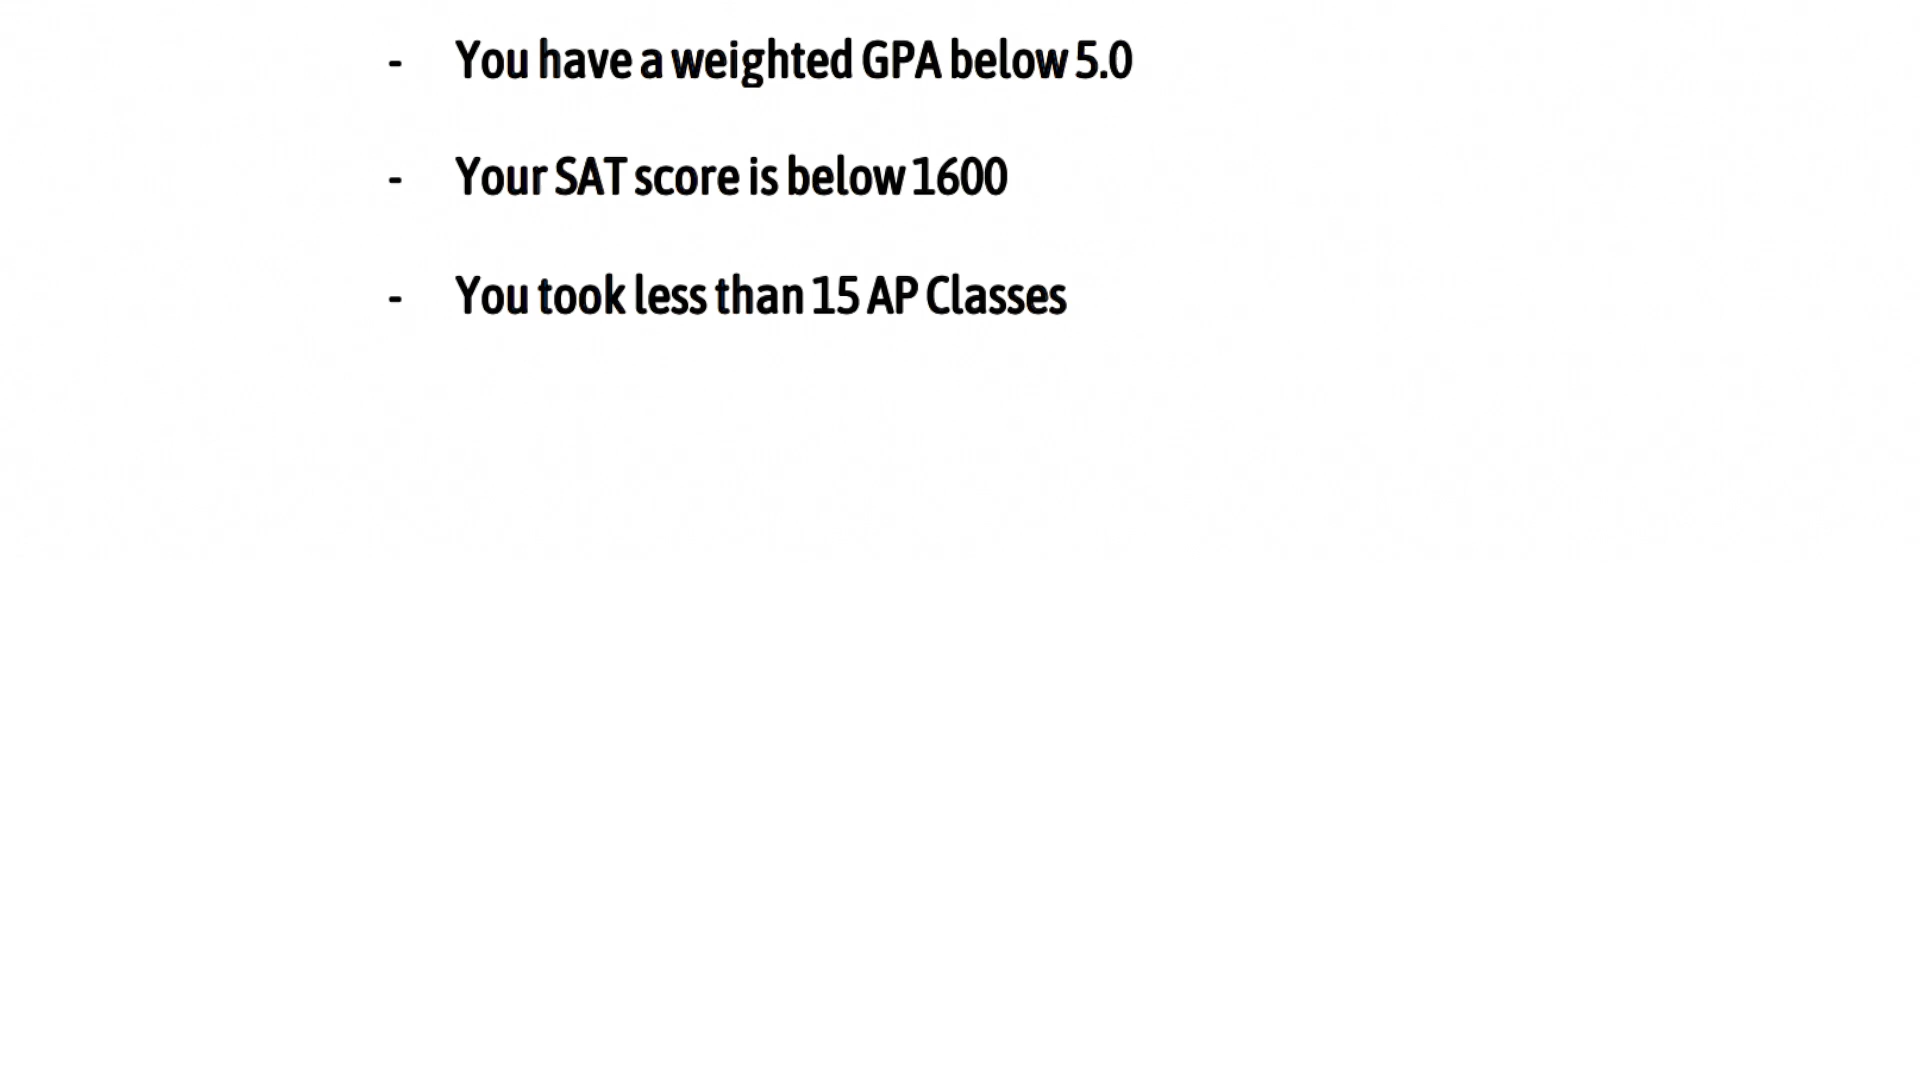 - You have a weighted GPA below 5.0
- Your SAT score is below 1600
- You took less than 15 AP Classes